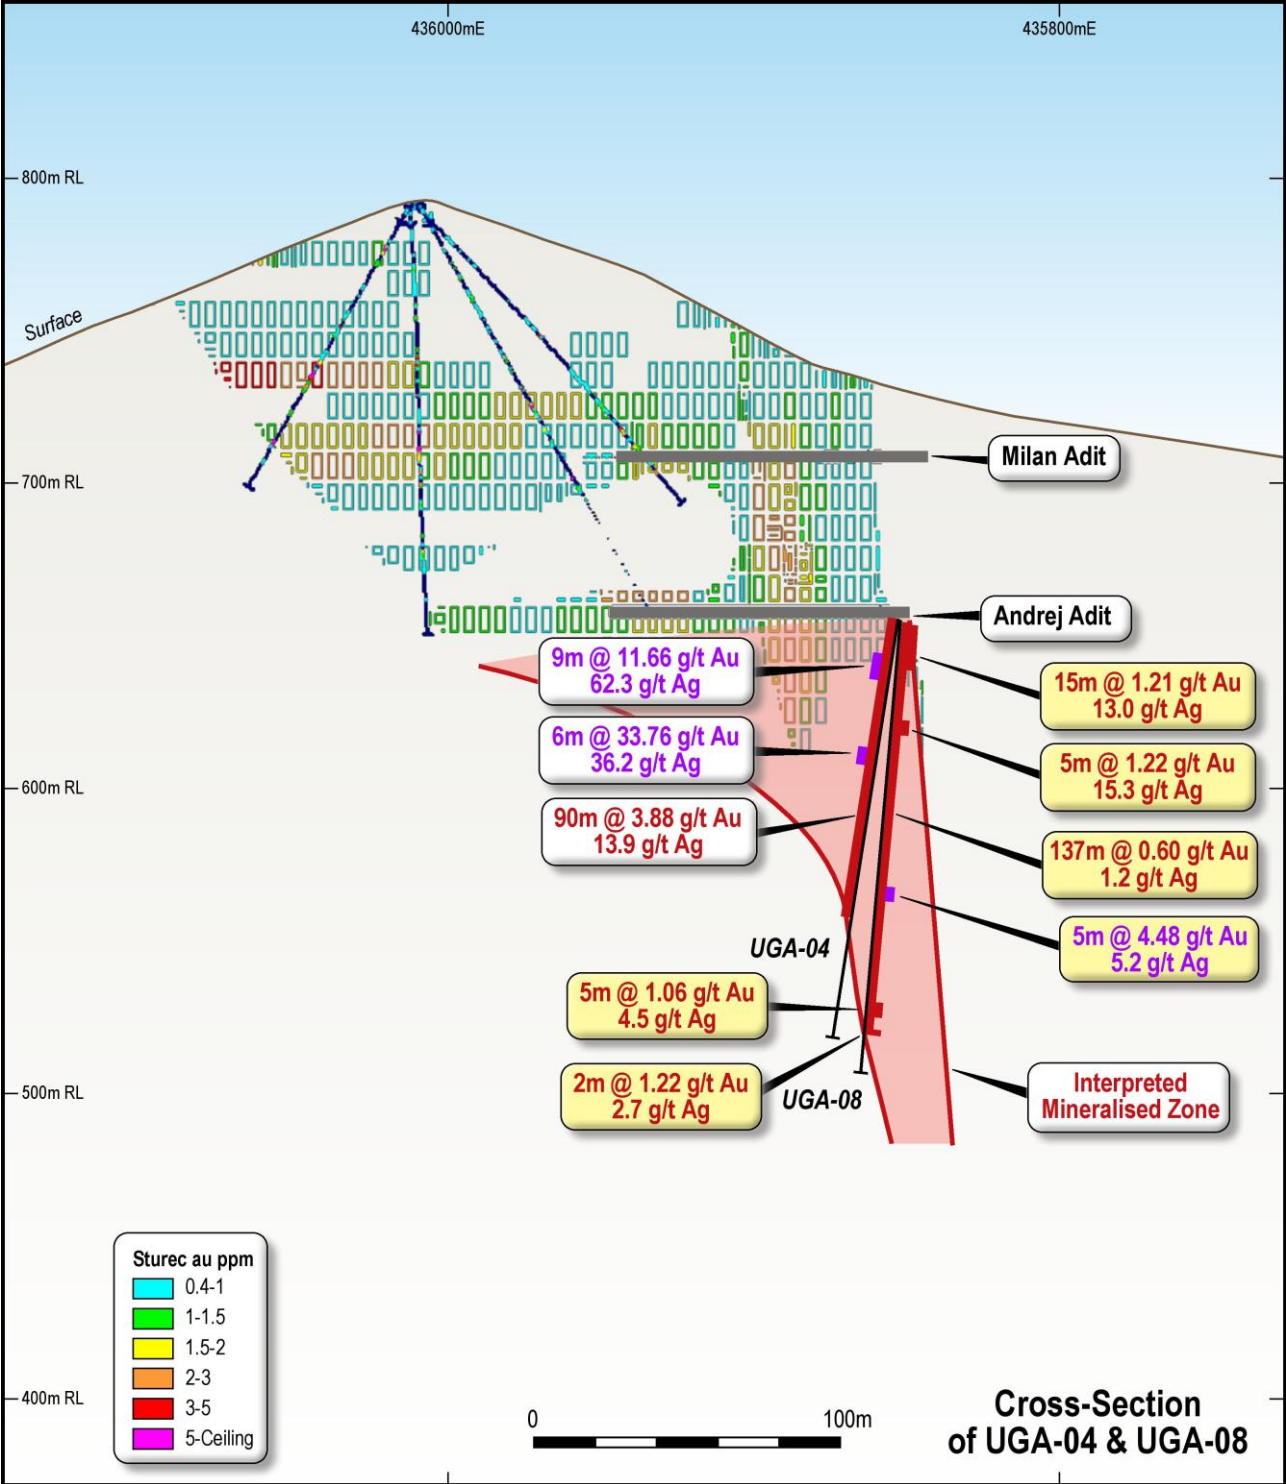 436000mE
435800mE
800m RL
Surface
700m RL
Milan Adit
Andrej Adit
9m @ 11.66 g/t Au
62.3 g/t Ag
15m @ 1.21 g/t Au
13.0 g/t Ag
6m @ 33.76 g/t Au
36.2 g/t Ag
5m @ 1.22 g/t Au
15.3 g/t Ag
600m RL
90m @ 3.88 g/t Au
13.9 g/t Ag
137m @ 0.60 g/t Au
1.2 g/t Ag
5m @ 4.48 g/t Au
5.2 g/t Ag
UGA-04
5m @ 1.06 g/t Au
4.5 g/t Ag
2m @ 1.22 g/t Au
2.7 g/t Ag
UGA-08
500m RL
Interpreted
Mineralised Zone
Sturec au ppm
0.4-1
1-1.5
1.5-2
2-3
3-5
5-Ceiling
400m RL
0
100m
Cross-Section
of UGA-04 & UGA-08